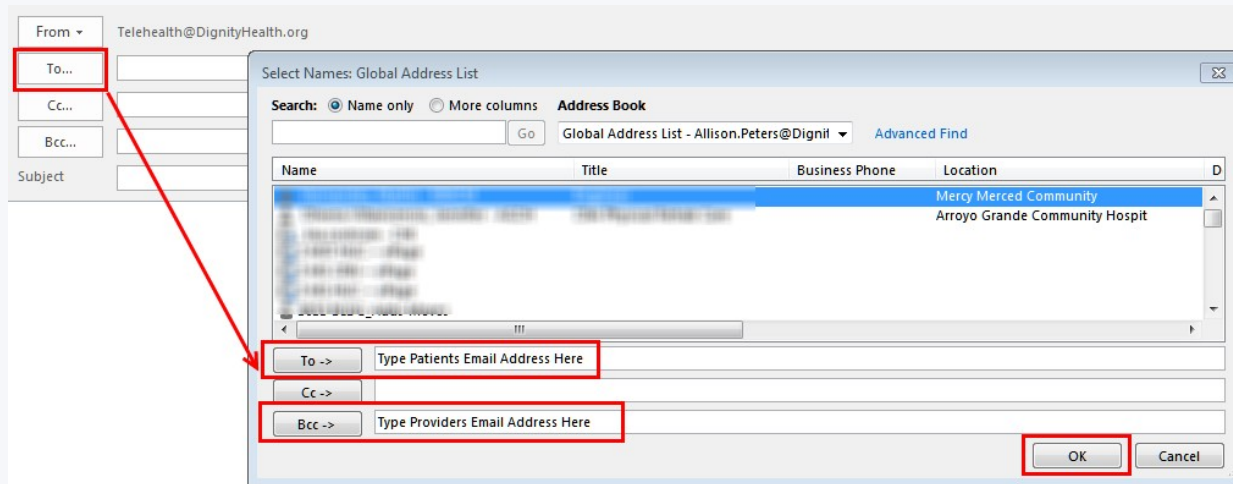 From Telehealth@DignityHealth.org
To...
Cc...
Bcc...
Subject
Select Names: Global Address List
Search: Name only More columns Address Book
Go Global Address List - Allison.Peters@Dignit Advanced Find
Name Title Business Phone Location D
Mercy Merced Community
Arroyo Grande Community Hospit
To -> Type Patients Email Address Here
Cc ->
Bcc -> Type Providers Email Address Here
OK Cancel